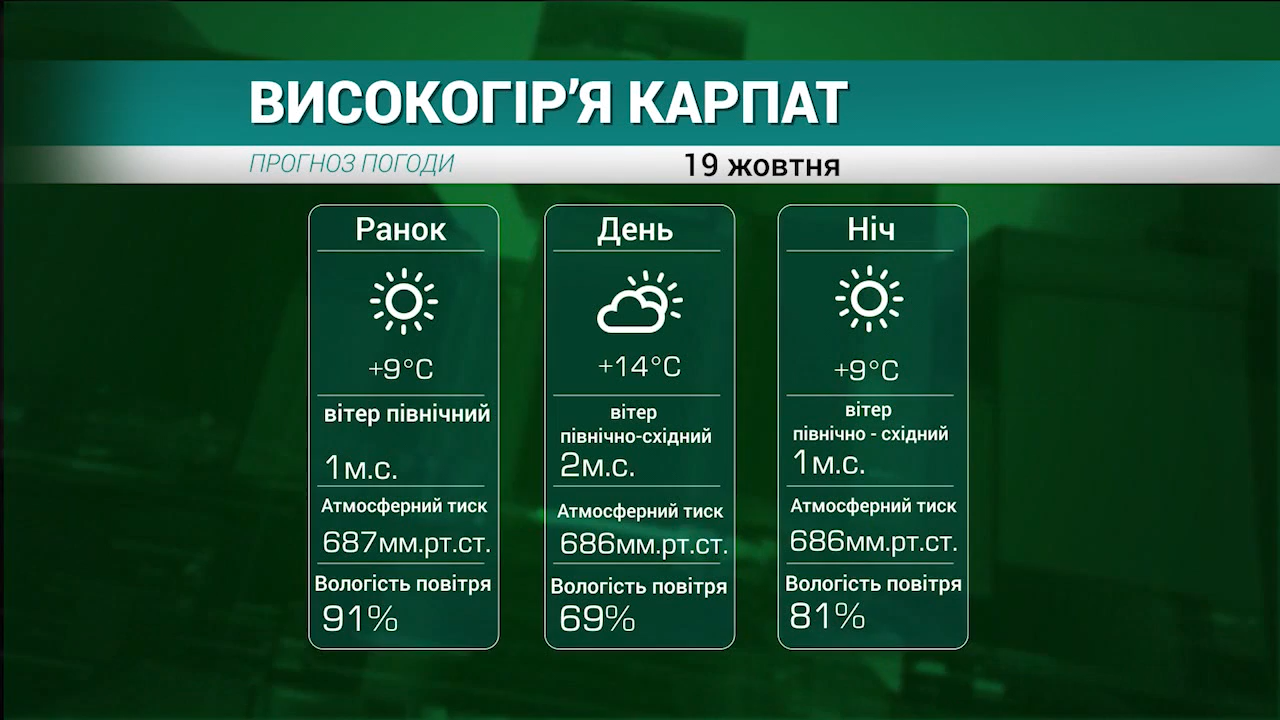 ВИСОКОГІР’Я КАРПАТ
ПРОГНОЗ ПОГОДИ
19 жовтня
Ранок
+9°C
вітер північний
1м.с.
Атмосферний тиск
687мм.рт.ст.
Вологість повітря
91%
День
+14°C
вітер
північно-східний
2м.с.
Атмосферний тиск
686мм.рт.ст.
Вологість повітря
69%
Ніч
+9°C
вітер
північно - східний
1м.с.
Атмосферний тиск
686мм.рт.ст.
Вологість повітря
81%